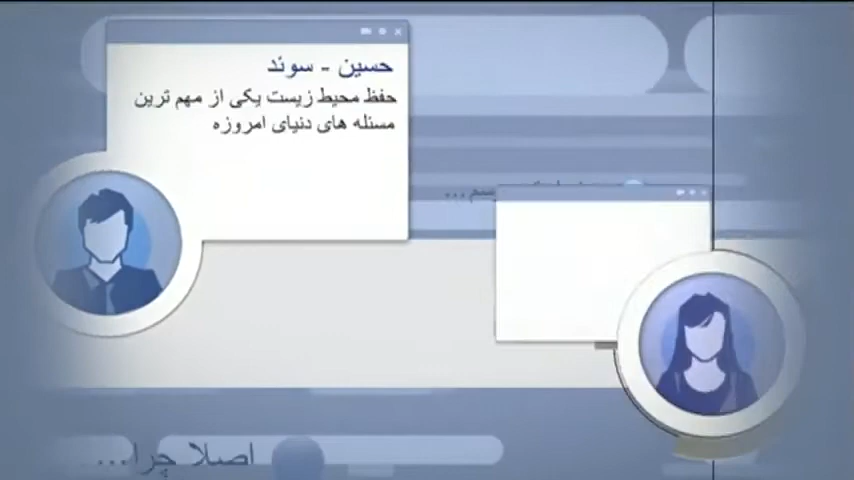 حسین - سوئد
حفظ محیط زیست یکی از مهم ترین
مسئله های دنیای امروزه
اصلا چرا...